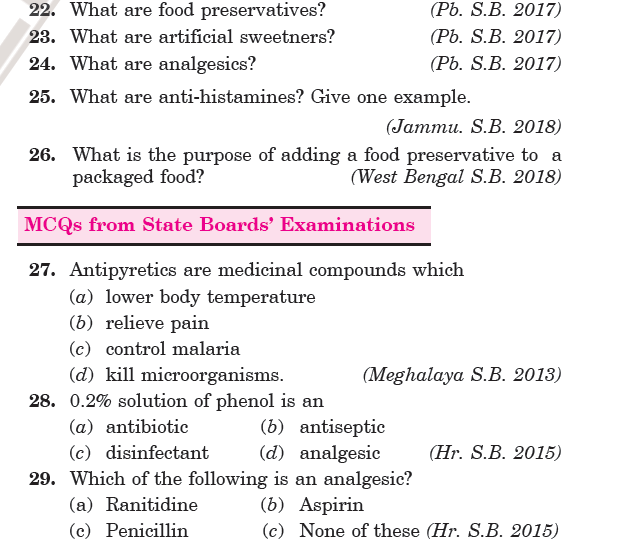 22. What are food preservatives? (Pb. S.B. 2017)
23. What are artificial sweetners? (Pb. S.B. 2017)
24. What are analgesics? (Pb. S.B. 2017)
25. What are anti-histamines? Give one example.
(Jammu. S.B. 2018)
26. What is the purpose of adding a food preservative to a
packaged food? (West Bengal S.B. 2018)
MCQs from State Boards’ Examinations
27. Antipyretics are medicinal compounds which
(a) lower body temperature
(b) relieve pain
(c) control malaria
(d) kill microorganisms. (Meghalaya S.B. 2013)
28. 0.2% solution of phenol is an
(a) antibiotic (b) antiseptic
(c) disinfectant (d) analgesic (Hr. S.B. 2015)
29. Which of the following is an analgesic?
(a) Ranitidine (b) Aspirin
(c) Penicillin (c) None of these (Hr. S.B. 2015)